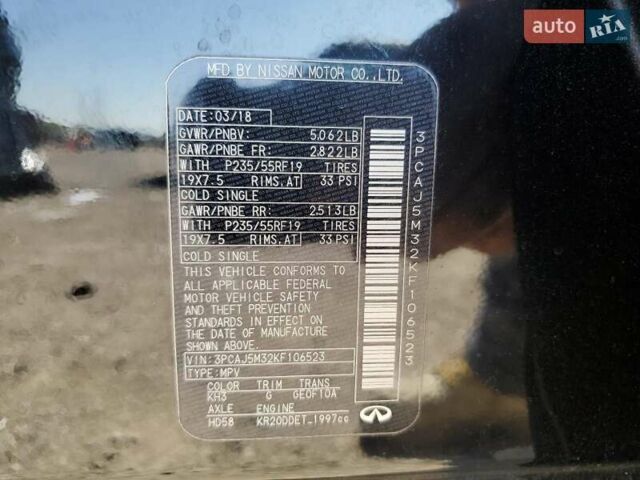 auto RIA
.com
MFD BY NISSAN MOTOR CO.,LTD.
DATE: 03/18
GVWR/PNBV: 5,062LB
GAWR/PNBE FR: 2,822LB
WITH P235/55RF19 TIRES
19X7.5 RIMS.AT 33 PSI
COLD SINGLE
GAWR/PNBE RR: 2,513LB
WITH P235/55RF19 TIRES
19X7.5 RIMS.AT 33 PSI
COLD SINGLE
THIS VEHICLE CONFORMS TO
ALL APPLICABLE FEDERAL
MOTOR VEHICLE SAFETY
AND THEFT PREVENTION
STANDARDS IN EFFECT ON
THE DATE OF MANUFACTURE
SHOWN ABOVE.
VIN: 3PCAJ5M32KF106523
TYPE: MPV
COLOR TRIM TRANS
KH3 G GE0F10A
AXLE ENGINE
HD58 KR20DDET 1997cc
3PCAJ5M32KF106523